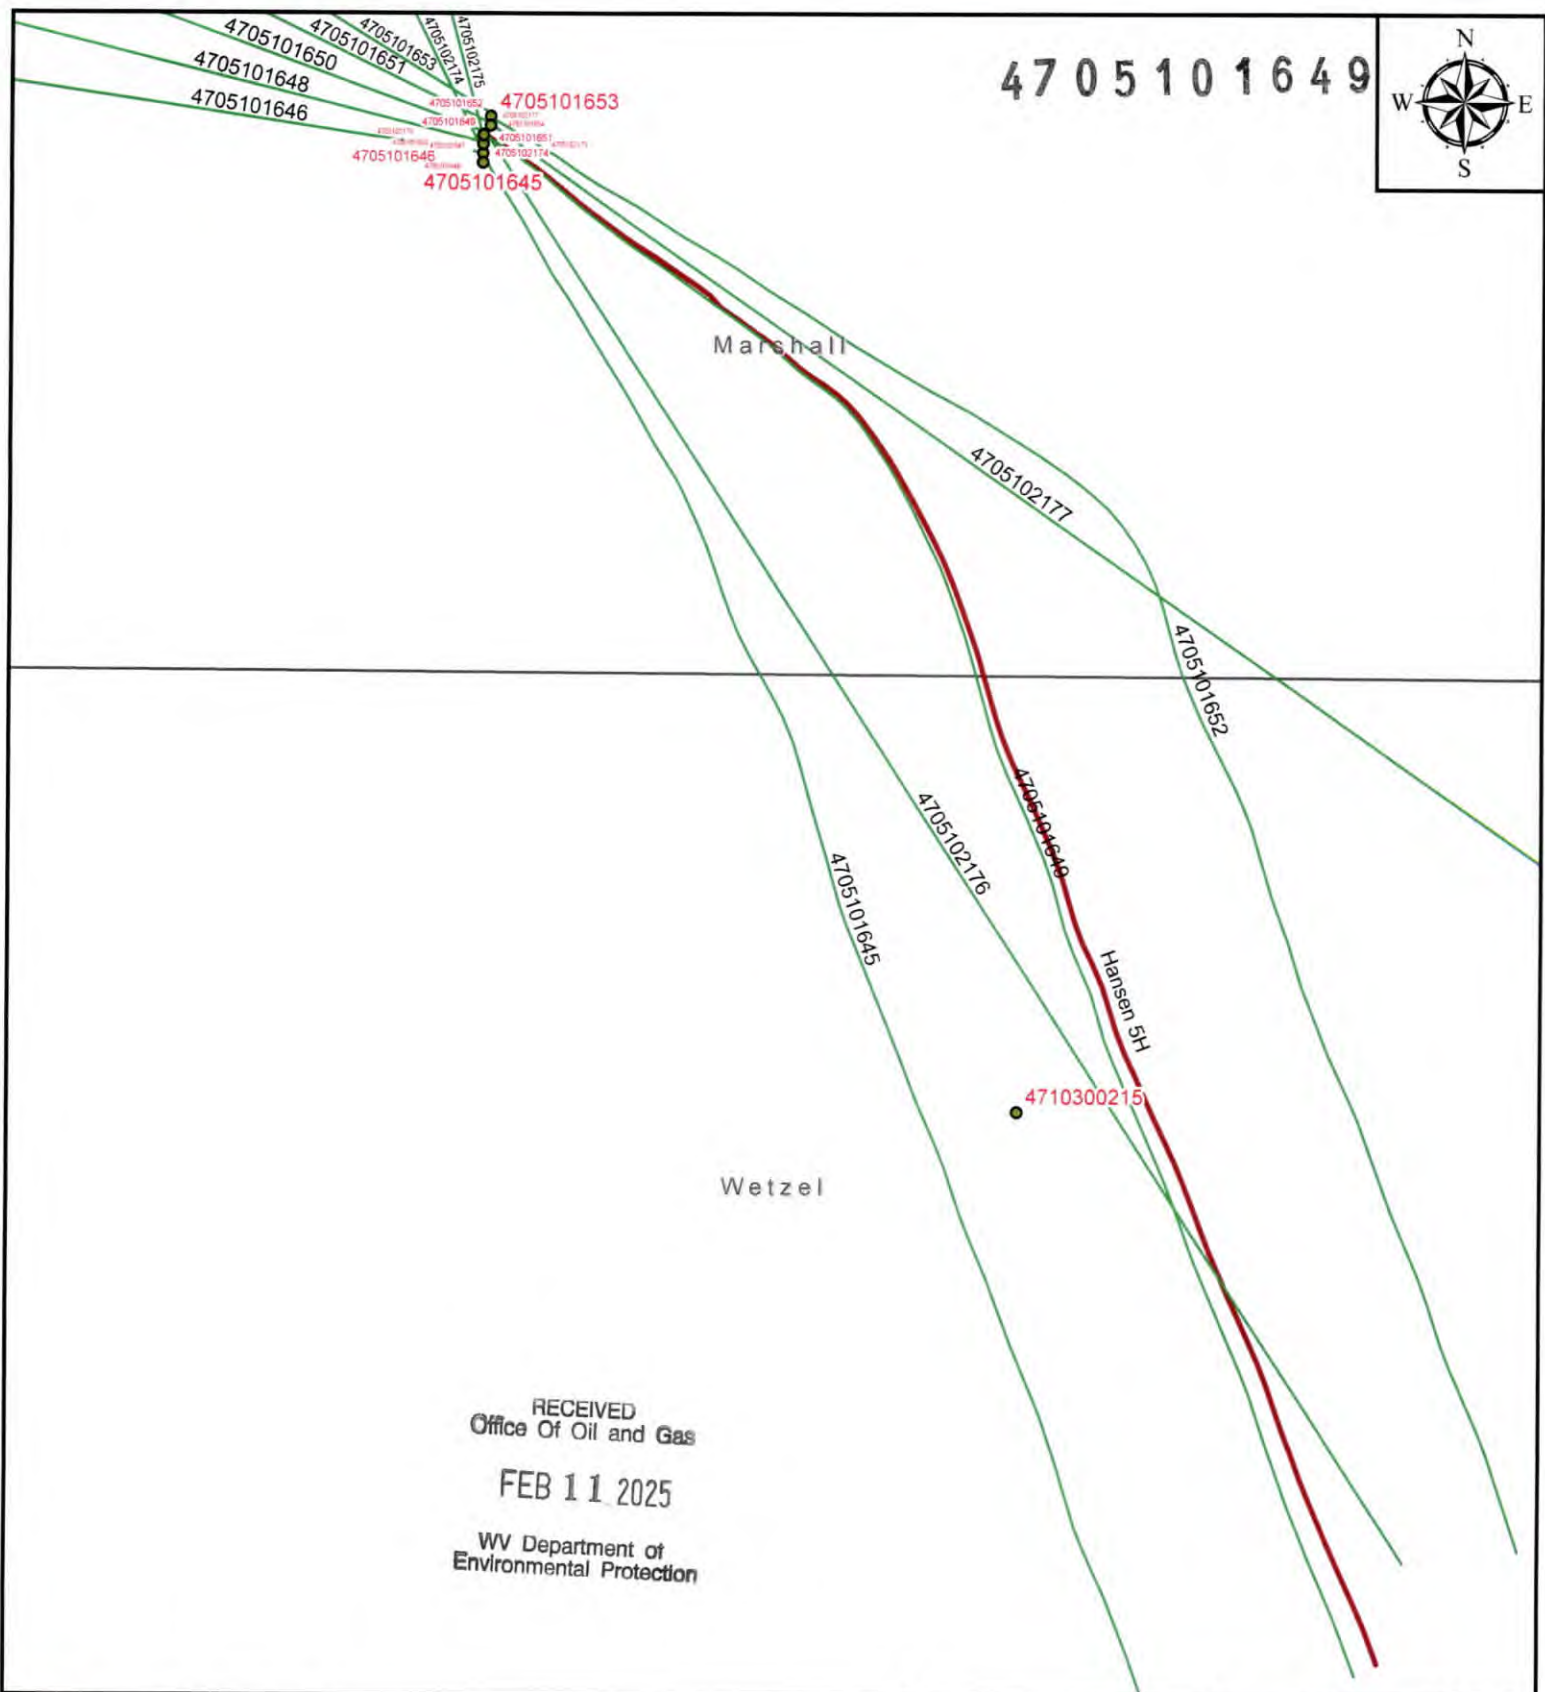 4705101649
N
W E
S
4705102175
4705102174
4705101653
4705101651
4705101650
4705101648
4705101646
4705101652
4705101653
4705101649
4705101651
4705102174
4705101646
4705101645
Marshall
4705102177
4705101652
4705101649
4705102176
4705101645
Hansen 5H
4710300215
Wetzel
RECEIVED
Office Of Oil and Gas
FEB 11 2025
WV Department of
Environmental Protection